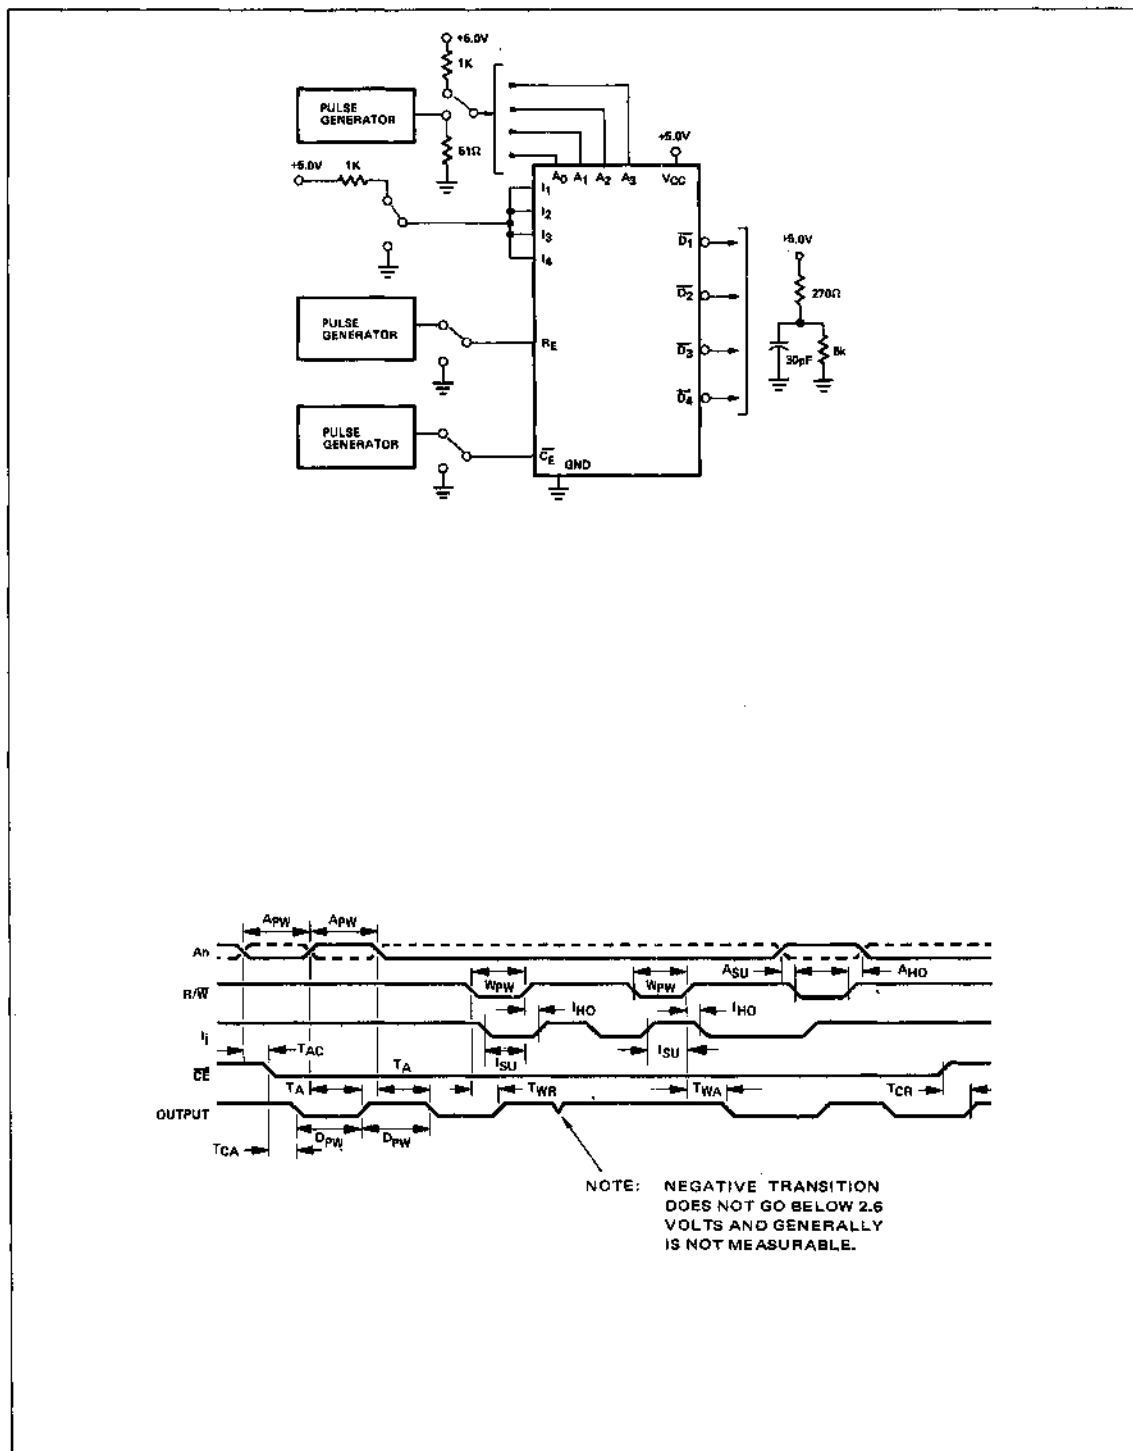 +5.0V
1K
PULSE
GENERATOR
51Ω
+5.0V
+5.0V
1K
A0 A1 A2 A3
VCC
I1
I2
I3
I4
D1
D2
D3
D4
+5.0V
270Ω
30pF
PULSE
GENERATOR
RE
PULSE
GENERATOR
CE
GND
APW
APW
An
ASU
AHO
WPW
WPW
R/W
IHO
IHO
Ii
TAC
ISU
ISU
CE
TA
TA
TWR
TWA
TCR
OUTPUT
DPW
DPW
TCA
NOTE: NEGATIVE TRANSITION
DOES NOT GO BELOW 2.6
VOLTS AND GENERALLY
IS NOT MEASURABLE.